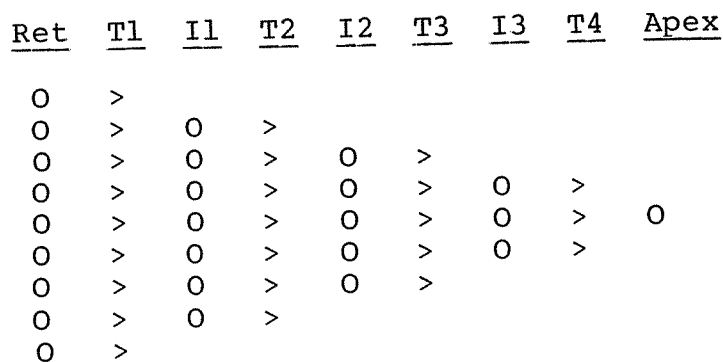 Ret T1 I1 T2 I2 T3 I3 T4 Apex
O >
O > O >
O > O > O >
O > O > O > O >
O > O > O > O > O
O > O > O > O >
O > O > O >
O > O >
O >